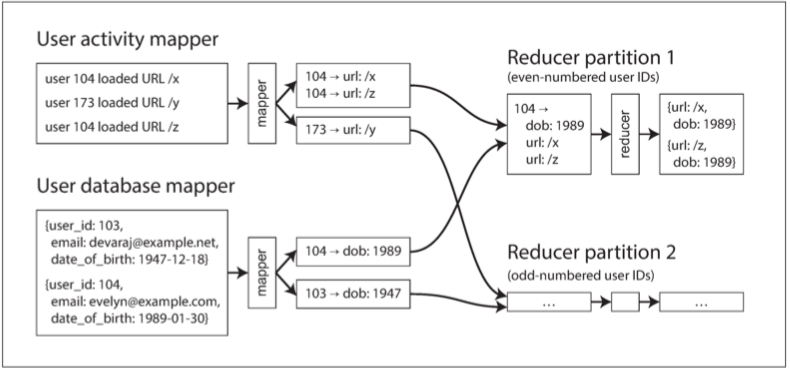 User activity mapper
user 104 loaded URL /x
user 173 loaded URL /y
user 104 loaded URL /z
mapper
104 → url: /x
104 → url: /z
173 → url: /y
User database mapper
{user_id: 103,
email: devaraj@example.net,
date_of_birth: 1947-12-18}
{user_id: 104,
email: evelyn@example.com,
date_of_birth: 1989-01-30}
mapper
104 → dob: 1989
103 → dob: 1947
Reducer partition 1
(even-numbered user IDs)
104 →
dob: 1989
url: /x
url: /z
reducer
{url: /x,
dob: 1989}
{url: /z,
dob: 1989}
Reducer partition 2
(odd-numbered user IDs)
...
...